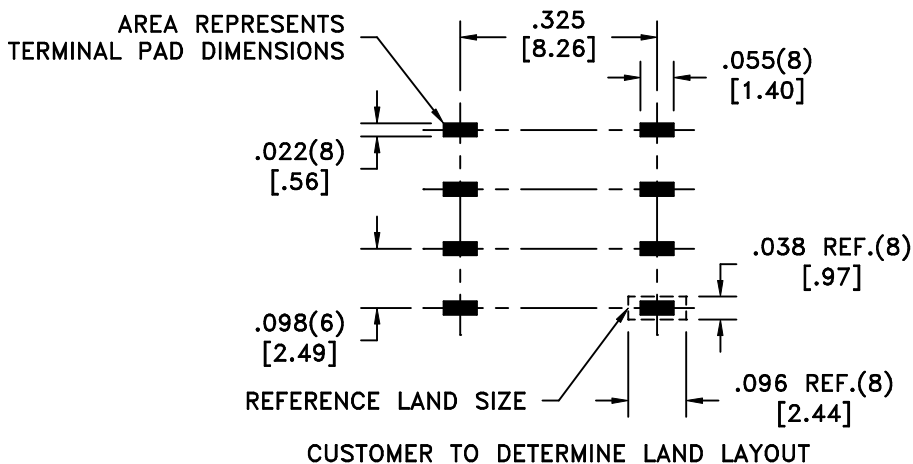 AREA REPRESENTS
TERMINAL PAD DIMENSIONS
.325
[8.26]
.055(8)
[1.40]
.022(8)
[.56]
.038 REF.(8)
[.97]
.098(6)
[2.49]
REFERENCE LAND SIZE
.096 REF.(8)
[2.44]
CUSTOMER TO DETERMINE LAND LAYOUT